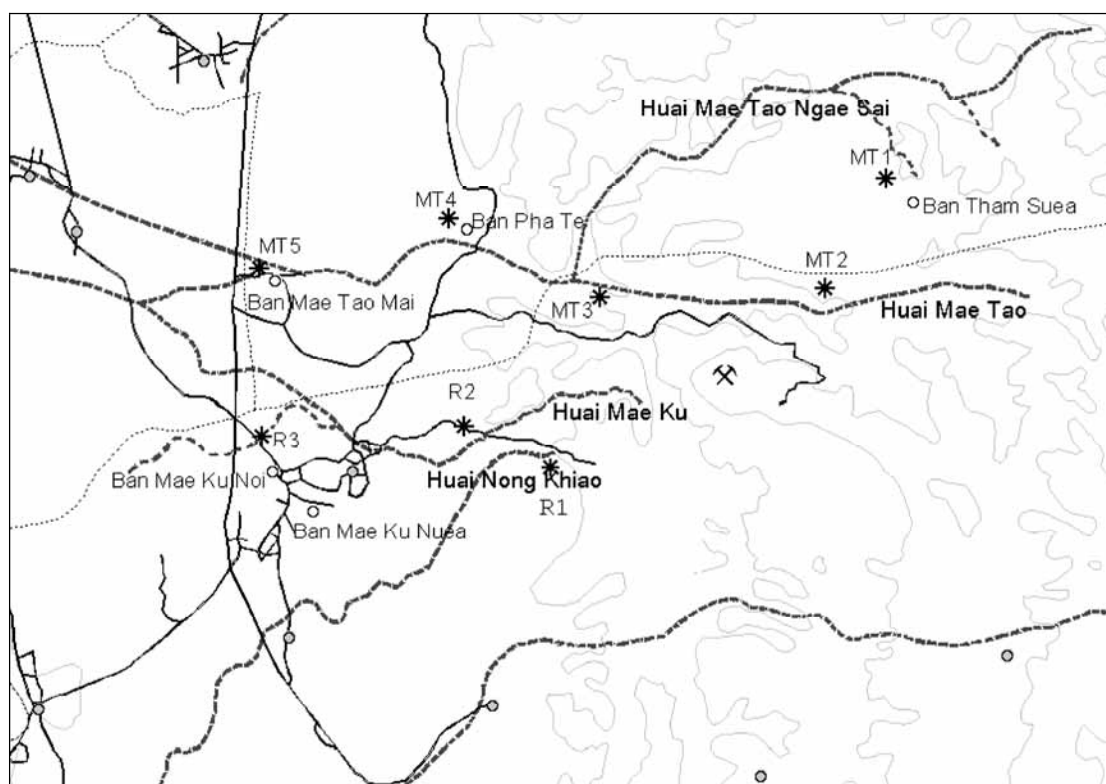 Huai Mae Tao Ngae Sai
MT1
Ban Tham Suea
MT4
Ban Pha Te
MT5
Ban Mae Tao Mai
MT2
MT3
Huai Mae Tao
R2
Huai Mae Ku
R3
Ban Mae Ku Noi
Huai Nong Khiao
R1
Ban Mae Ku Nuea